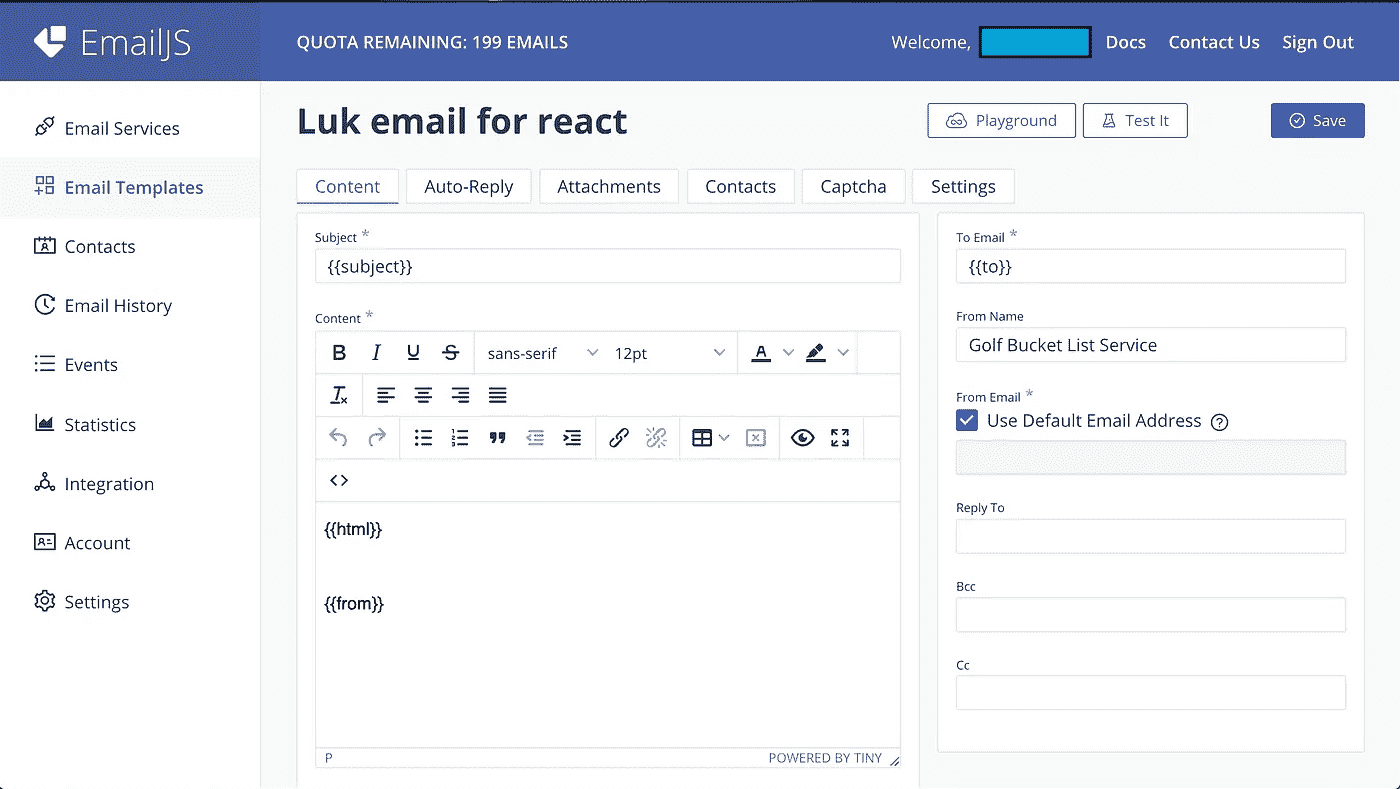 EmailJS
QUOTA REMAINING: 199 EMAILS
Welcome,
Docs
Contact Us
Sign Out
Email Services
Email Templates
Contacts
Email History
Events
Statistics
Integration
Account
Settings
Luk email for react
Playground
Test It
Save
Content
Auto-Reply
Attachments
Contacts
Captcha
Settings
Subject *
{{subject}}
Content *
B I U S sans-serif 12pt A
{{html}}
{{from}}
P
POWERED BY TINY
To Email *
{{to}}
From Name
Golf Bucket List Service
From Email *
Use Default Email Address ?
Reply To
Bcc
Cc